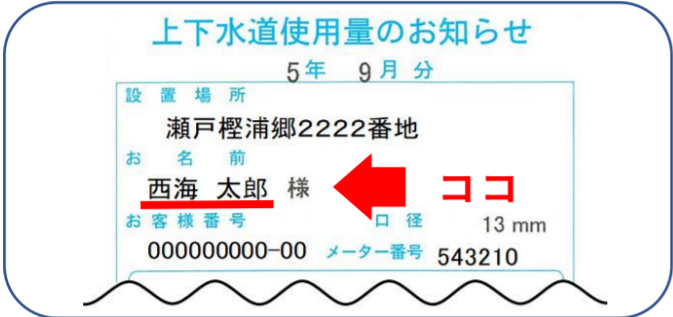 上下水道使用量のお知らせ
5年 9月分
設置場所
瀬戸樫浦郷2222番地
お名前
西海 太郎 様 ココ
お客様番号 口径 13 mm
000000000-00 メーター番号 543210